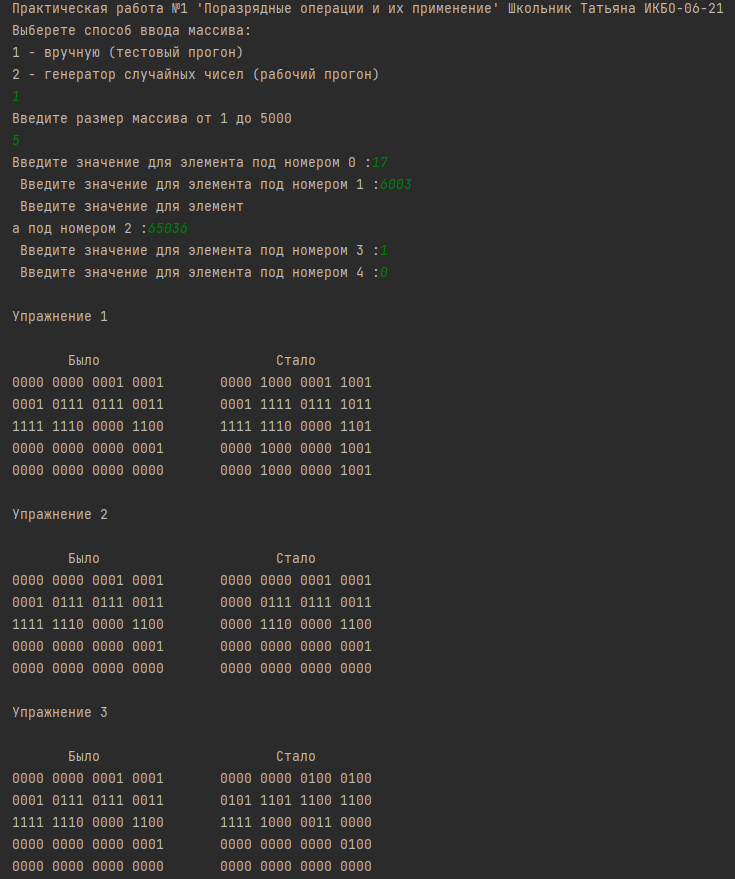 Практическая работа №1 'Поразрядные операции и их применение' Школьник Татьяна ИКБО-06-21
Выберете способ ввода массива:
1 - вручную (тестовый прогон)
2 - генератор случайных чисел (рабочий прогон)
1
Введите размер массива от 1 до 5000
5
Введите значение для элемента под номером 0 :17
Введите значение для элемента под номером 1 :6003
Введите значение для элемент
а под номером 2 :65036
Введите значение для элемента под номером 3 :1
Введите значение для элемента под номером 4 :0
Упражнение 1
Было Стало
0000 0000 0001 0001 0000 1000 0001 1001
0001 0111 0111 0011 0001 1111 0111 1011
1111 1110 0000 1100 1111 1110 0000 1101
0000 0000 0000 0001 0000 1000 0000 1001
0000 0000 0000 0000 0000 1000 0000 1001
Упражнение 2
Было Стало
0000 0000 0001 0001 0000 0000 0001 0001
0001 0111 0111 0011 0000 0111 0111 0011
1111 1110 0000 1100 0000 1110 0000 1100
0000 0000 0000 0001 0000 0000 0000 0001
0000 0000 0000 0000 0000 0000 0000 0000
Упражнение 3
Было Стало
0000 0000 0001 0001 0000 0000 0100 0100
0001 0111 0111 0011 0101 1101 1100 1100
1111 1110 0000 1100 1111 1000 0011 0000
0000 0000 0000 0001 0000 0000 0000 0100
0000 0000 0000 0000 0000 0000 0000 0000